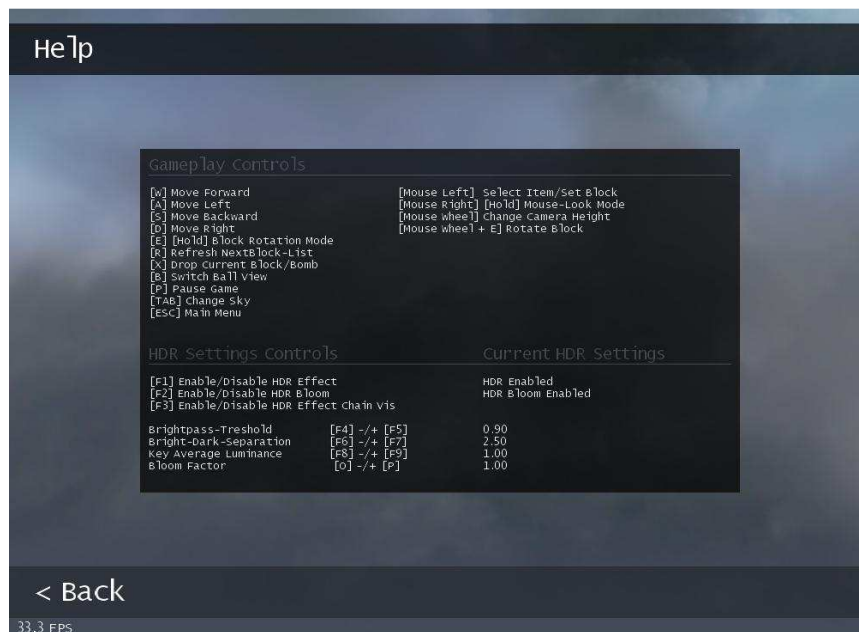 Help
Gameplay Controls
[W] Move Forward
[A] Move Left
[S] Move Backward
[D] Move Right
[E] [Hold] Block Rotation Mode
[R] Refresh NextBlock-List
[X] Drop Current Block/Bomb
[B] Switch Ball View
[P] Pause Game
[TAB] Change Sky
[ESC] Main Menu
[Mouse Left] Select Item/Set Block
[Mouse Right] [Hold] Mouse-Look Mode
[Mouse Wheel] Change Camera Height
[Mouse Wheel + E] Rotate Block
HDR Settings Controls
[F1] Enable/Disable HDR Effect
[F2] Enable/Disable HDR Bloom
[F3] Enable/Disable HDR Effect Chain Vis
Current HDR Settings
HDR Enabled
HDR Bloom Enabled
Brightpass-Treshold [F4] -/+ [F5] 0.90
Bright-Dark-Separation [F6] -/+ [F7] 2.50
Key Average Luminance [F8] -/+ [F9] 1.00
Bloom Factor [O] -/+ [P] 1.00
< Back
33.3 FPS